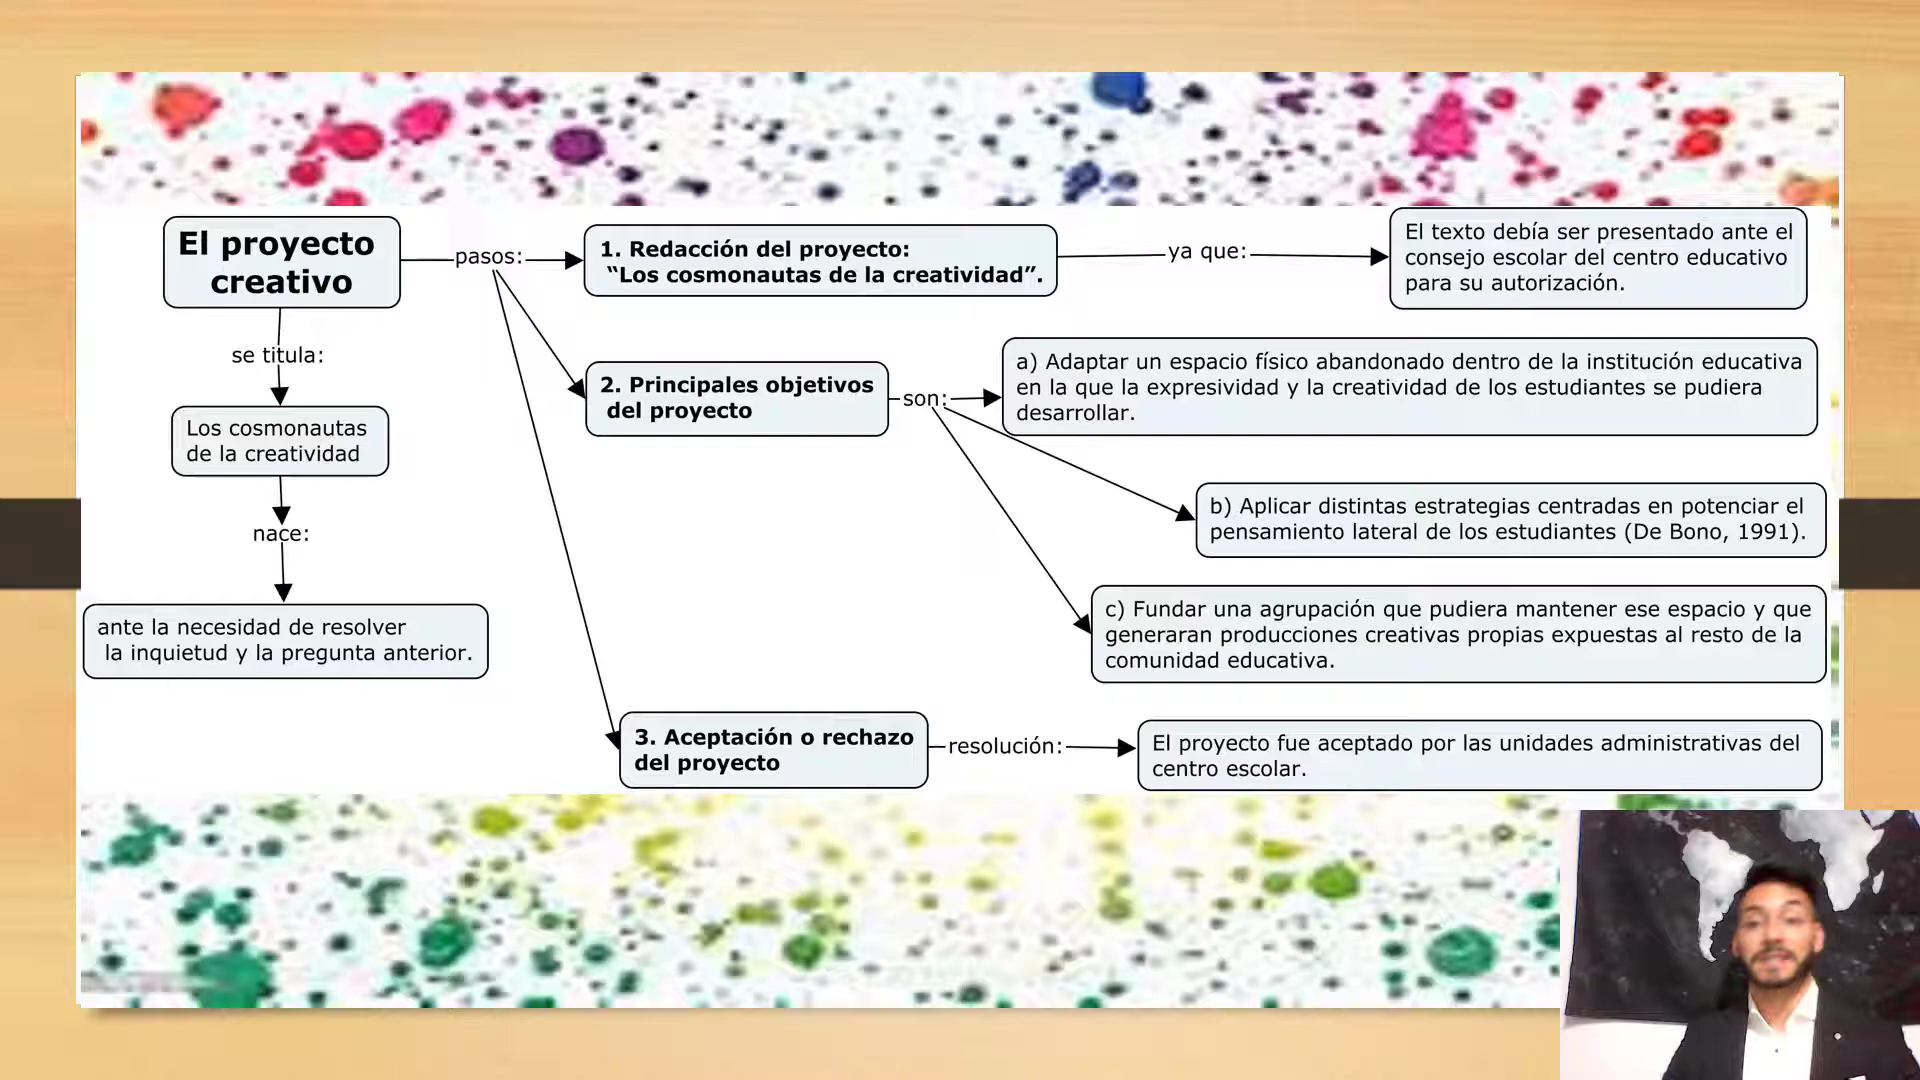 El proyecto
creativo
pasos:
1. Redacción del proyecto:
“Los cosmonautas de la creatividad”.
ya que:
El texto debía ser presentado ante el
consejo escolar del centro educativo
para su autorización.
se titula:
Los cosmonautas
de la creatividad
nace:
ante la necesidad de resolver
la inquietud y la pregunta anterior.
2. Principales objetivos
del proyecto
son:
a) Adaptar un espacio físico abandonado dentro de la institución educativa
en la que la expresividad y la creatividad de los estudiantes se pudiera
desarrollar.
b) Aplicar distintas estrategias centradas en potenciar el
pensamiento lateral de los estudiantes (De Bono, 1991).
c) Fundar una agrupación que pudiera mantener ese espacio y que
generaran producciones creativas propias expuestas al resto de la
comunidad educativa.
3. Aceptación o rechazo
del proyecto
resolución:
El proyecto fue aceptado por las unidades administrativas del
centro escolar.